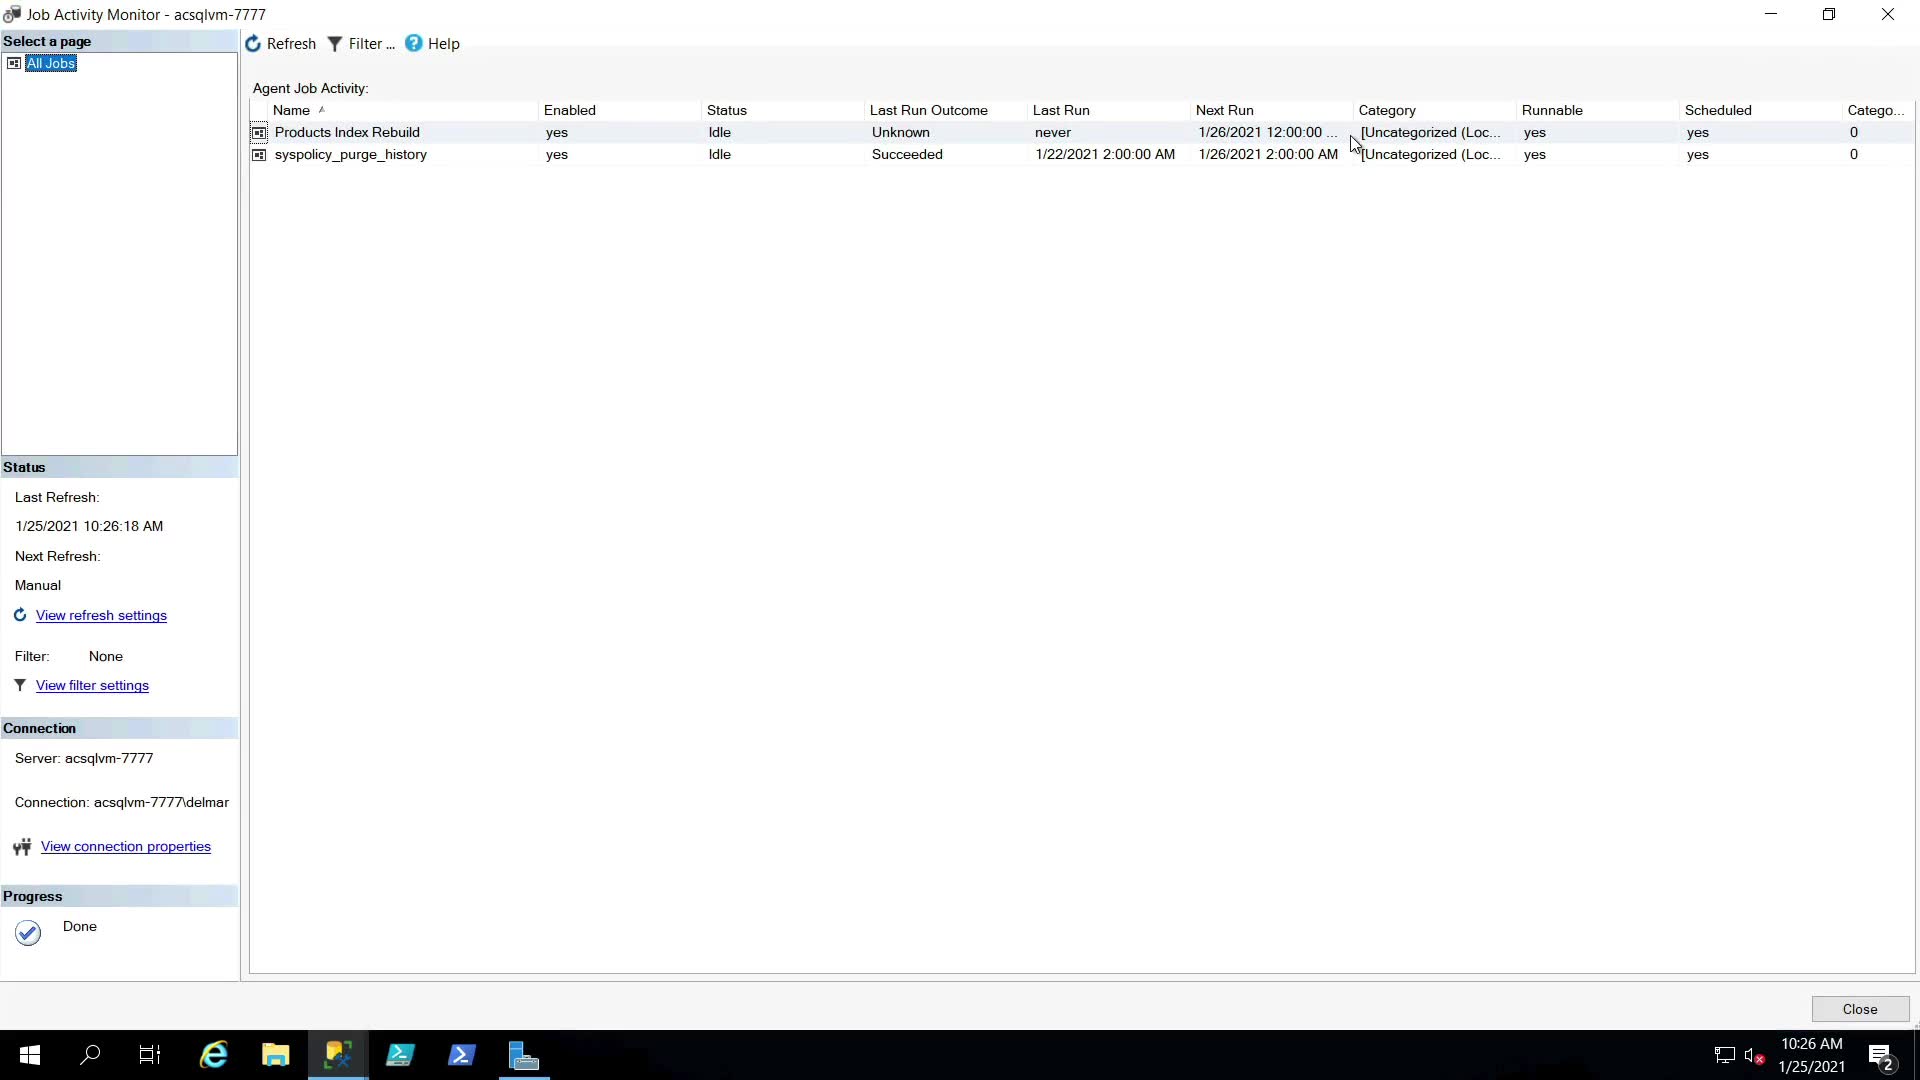 Job Activity Monitor - acsqlvm-7777
Select a page
All Jobs
Refresh Filter ... Help
Agent Job Activity:
Name Enabled Status Last Run Outcome Last Run Next Run Category Runnable Scheduled Catego...
Products Index Rebuild yes Idle Unknown never 1/26/2021 12:00:00 ... [Uncategorized (Loc... yes yes 0
syspolicy_purge_history yes Idle Succeeded 1/22/2021 2:00:00 AM 1/26/2021 2:00:00 AM [Uncategorized (Loc... yes yes 0
Status
Last Refresh:
1/25/2021 10:26:18 AM
Next Refresh:
Manual
View refresh settings
Filter: None
View filter settings
Connection
Server: acsqlvm-7777
Connection: acsqlvm-7777\delmar
View connection properties
Progress
Done
Close
10:26 AM
1/25/2021
2